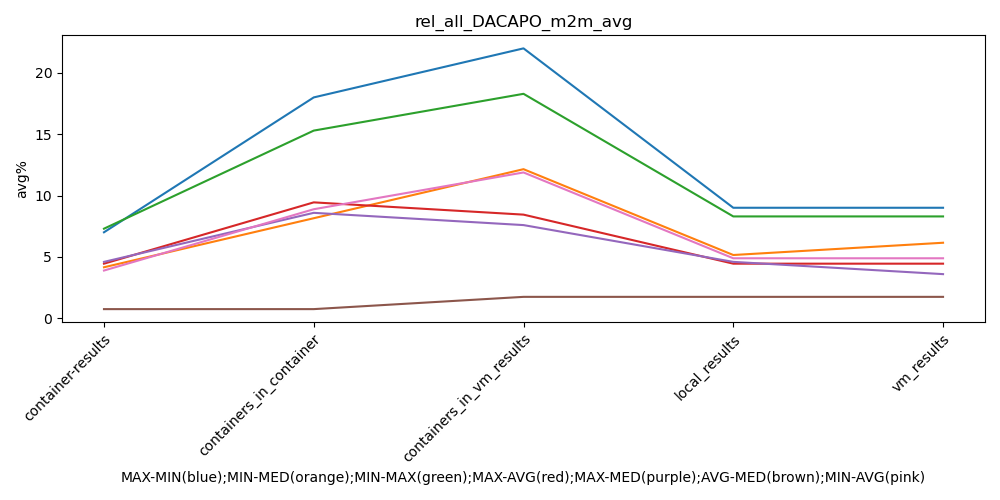 rel_all_DACAPO_m2m_avg
avg%
20
15
10
5
0
container-results
containers_in_container
containers_in_vm_results
local_results
vm_results
MAX-MIN(blue);MIN-MED(orange);MIN-MAX(green);MAX-AVG(red);MAX-MED(purple);AVG-MED(brown);MIN-AVG(pink)